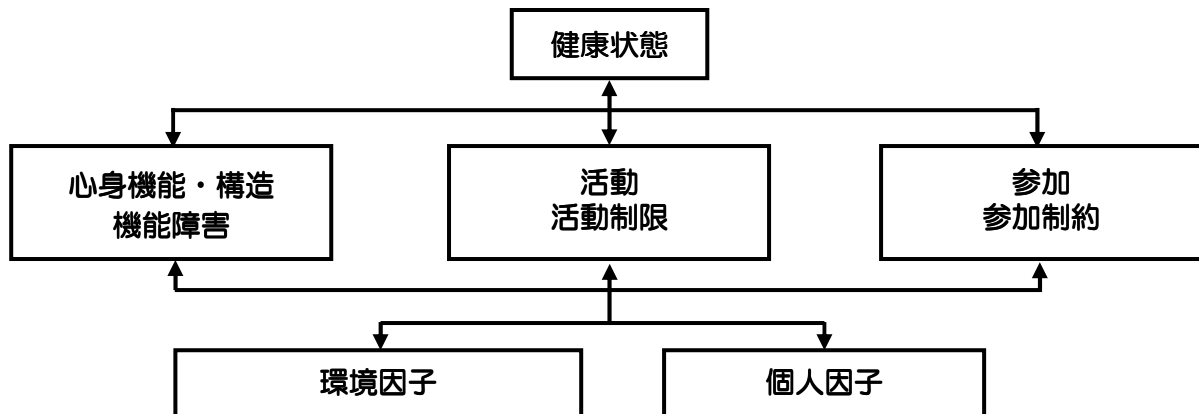 健康状態
心身機能・構造
機能障害
活動
活動制限
参加
参加制約
環境因子
個人因子